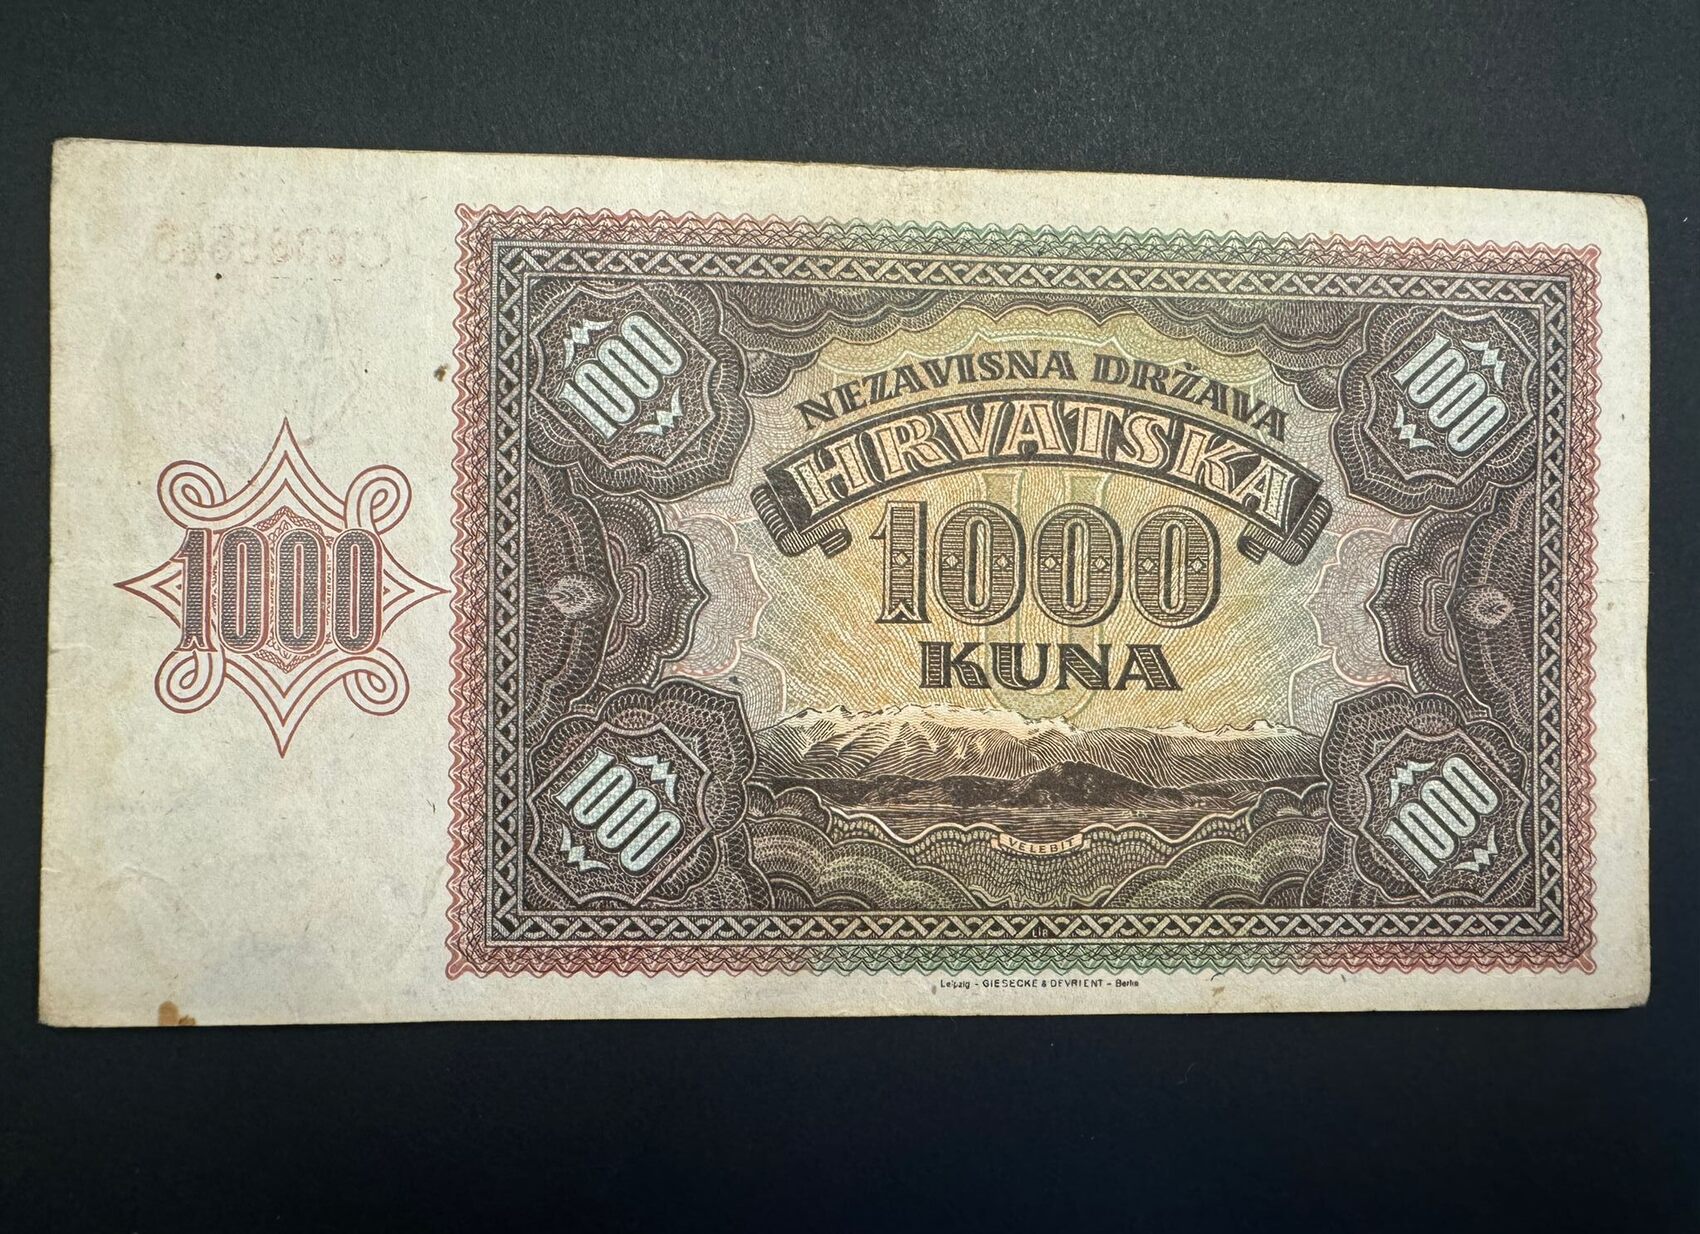 1000
1000
NEZAVISNA DRŽAVA
HRVATSKA
1000
KUNA
1000
U
1000
1000
VELEBIT
Leipzig - GIESECKE & DEVRIENT - Berlin